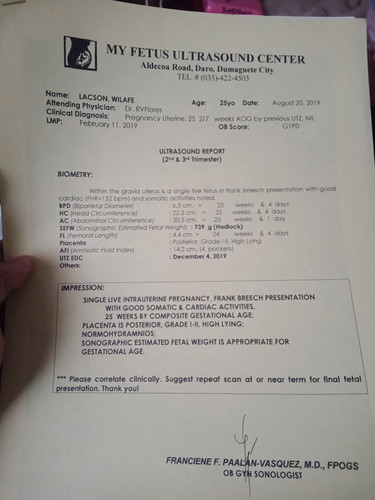 MY FETUS ULTRASOUND CENTER
Aldecoa Road, Daro, Dumaguete City
TEL. # (035)-422-4503
Name: LACSON, WILAFE Age: 25yo Date: August 20, 2019
Attending Physician: Dr. RVFlores
Clinical Diagnosis: Pregnancy Uterine, 25 2/7 weeks AOG by previous UTZ, NIL
LMP: February 11, 2019 OB Score: G1P0
ULTRASOUND REPORT
(2nd & 3rd Trimester)
BIOMETRY:
Within the gravid uterus is a single live fetus in frank breech presentation with good
cardiac (FHR=152 bpm) and somatic activities noted.
BPD (Biparietal Diameter) : 6.3 cm. = 25 weeks & 4 days
HC (Head Circumference) : 22.5 cm. = 25 weeks & 4 days
AC (Abdominal Circumference) : 20.5 cm. = 25 weeks & 1 day
SEFW (Sonographic Estimated Fetal Weight) : 739 g (Hadlock)
FL (Femoral Length) : 4.4 cm. = 24 weeks & 4 days
Placenta : Posterior, Grade I-II, High Lying
AFI (Amniotic Fluid Index) : 14.2 cm. (4 pockets)
UTZ EDC : December 4, 2019
Others:
IMPRESSION:
SINGLE LIVE INTRAUTERINE PREGNANCY, FRANK BREECH PRESENTATION
WITH GOOD SOMATIC & CARDIAC ACTIVITIES,
25 WEEKS BY COMPOSITE GESTATIONAL AGE;
PLACENTA IS POSTERIOR, GRADE I-II, HIGH LYING;
NORMOHYDRAMNIOS;
SONOGRAPHIC ESTIMATED FETAL WEIGHT IS APPROPRIATE FOR
GESTATIONAL AGE.
*** Please correlate clinically. Suggest repeat scan at or near term for final fetal
presentation. Thank you!
FRANCIENE F. PAALAN-VASQUEZ, M.D., FPOGS
OB GYN SONOLOGIST